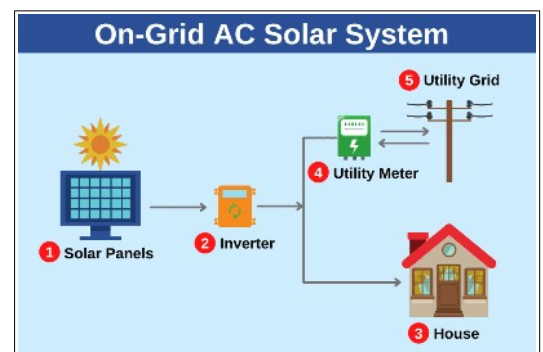 On-Grid AC Solar System
5 Utility Grid
4 Utility Meter
2 Inverter
1 Solar Panels
3 House